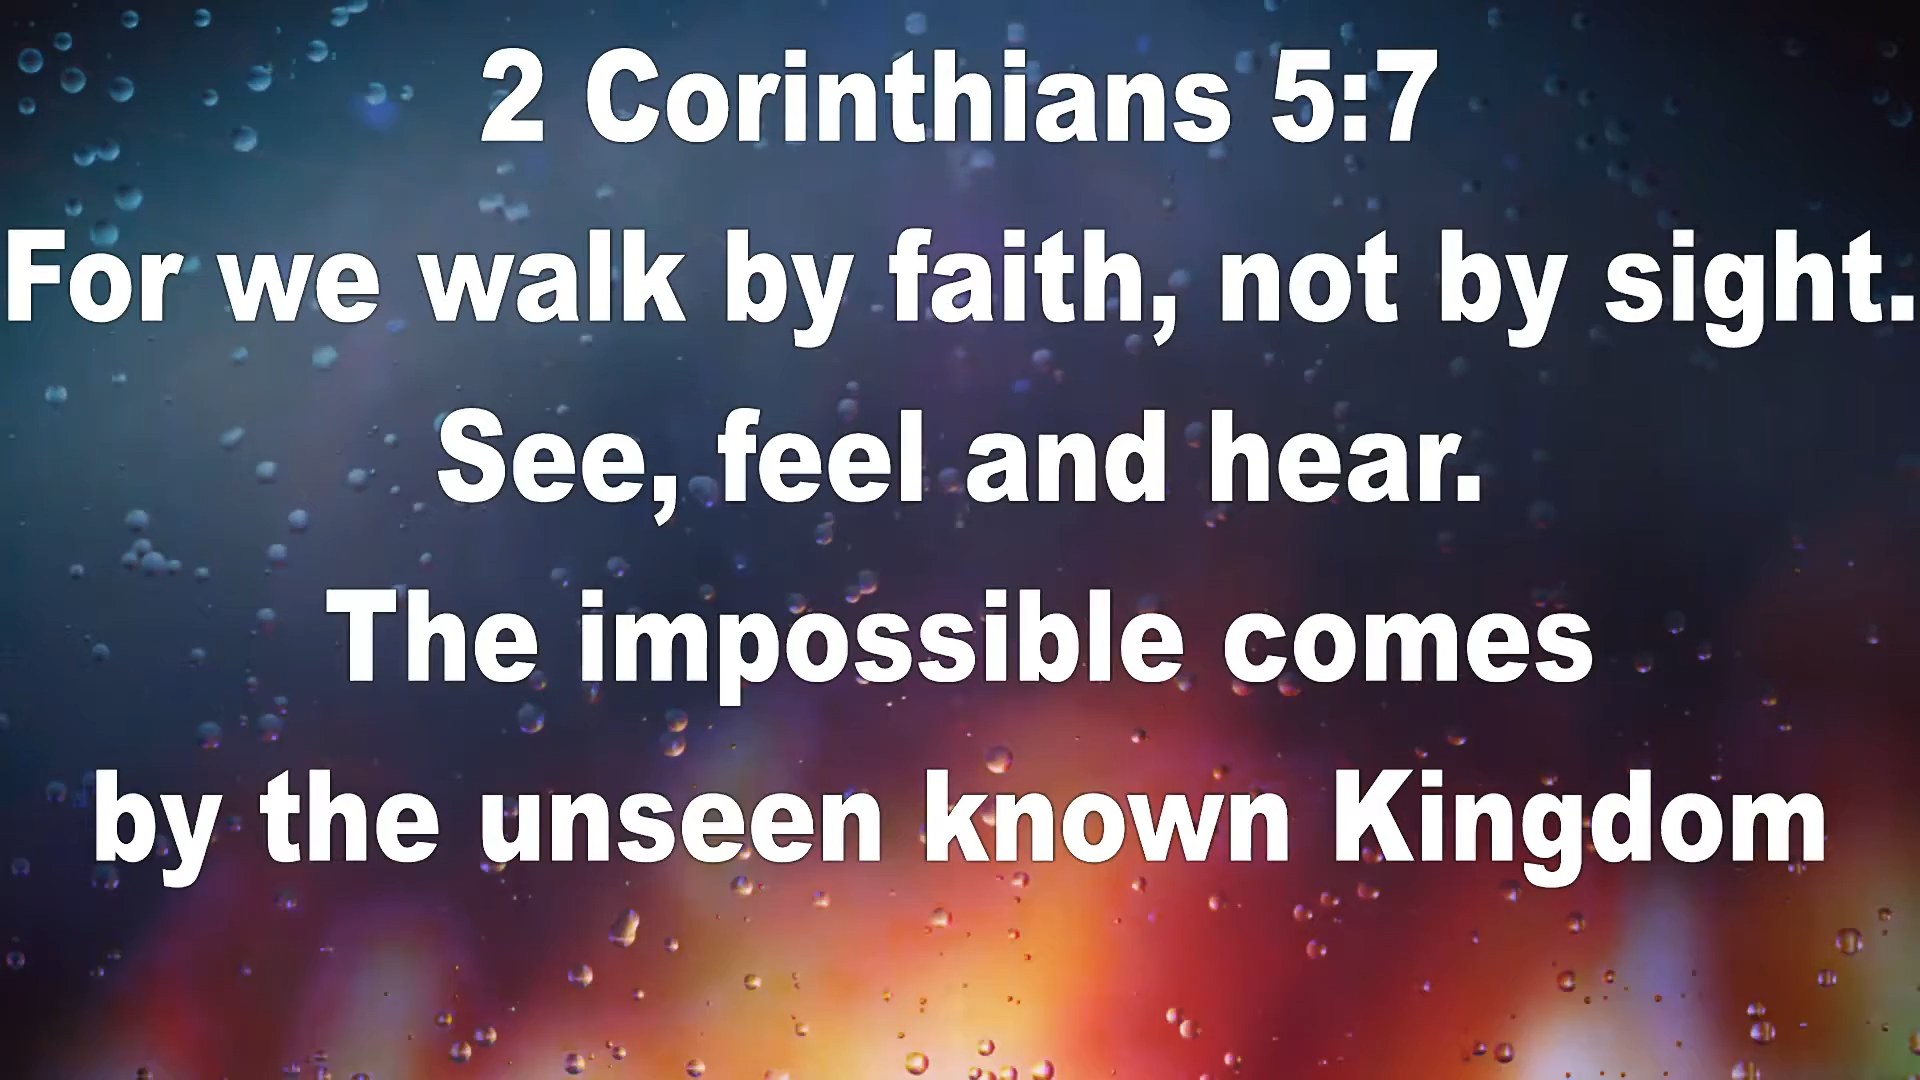 2 Corinthians 5:7
For we walk by faith, not by sight.
See, feel and hear.
The impossible comes
by the unseen known Kingdom